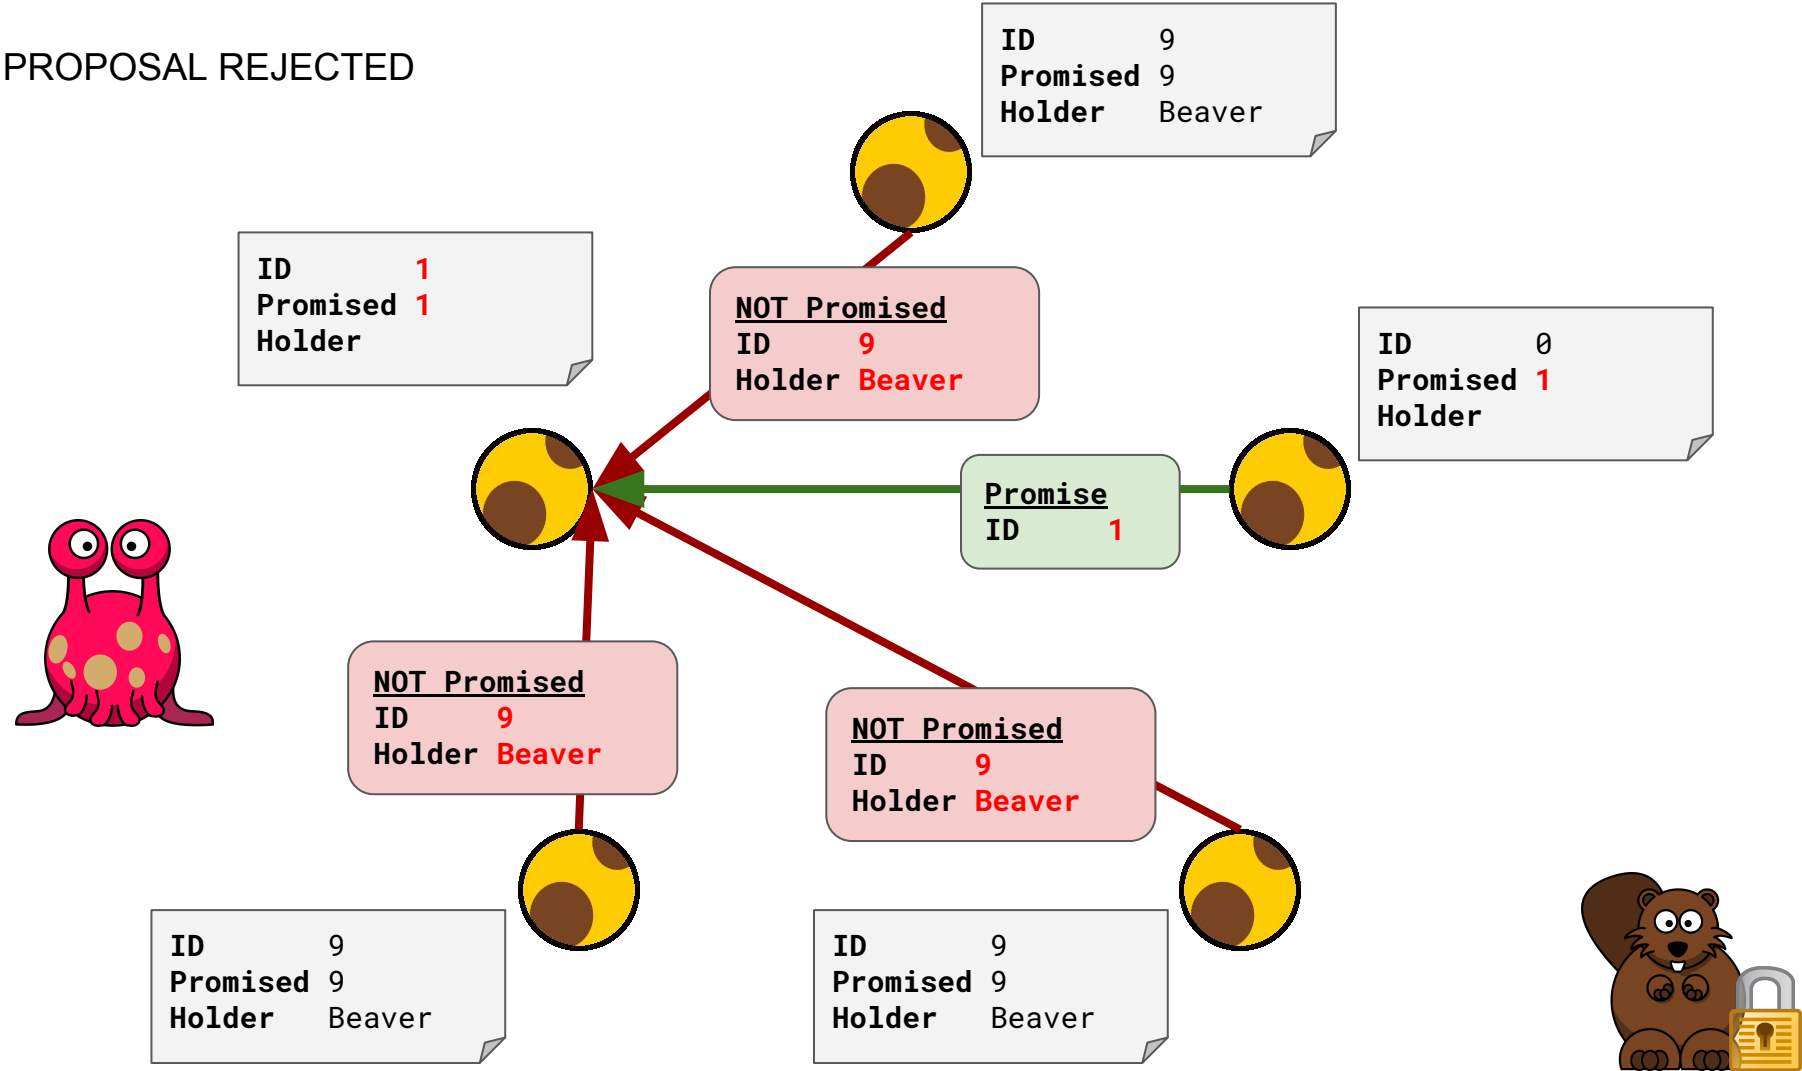 PROPOSAL REJECTED
ID 9
Promised 9
Holder Beaver
ID 1
Promised 1
Holder
NOT Promised
ID 9
Holder Beaver
ID 0
Promised 1
Holder
Promise
ID 1
NOT Promised
ID 9
Holder Beaver
NOT Promised
ID 9
Holder Beaver
ID 9
Promised 9
Holder Beaver
ID 9
Promised 9
Holder Beaver